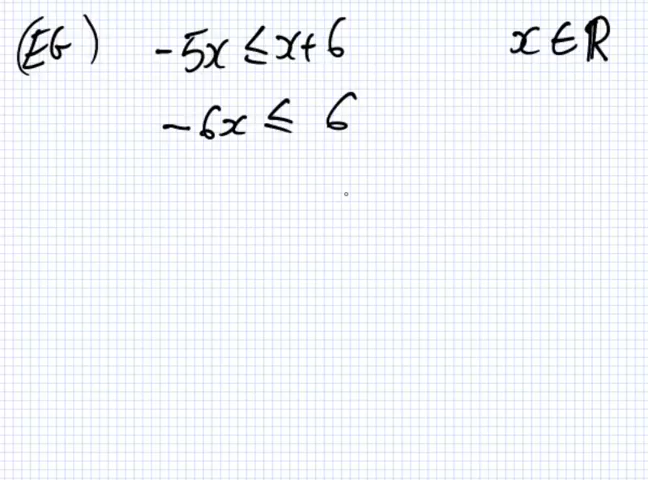 (EG) -5x ≤ x+6 x ∈ ℝ
-6x ≤ 6